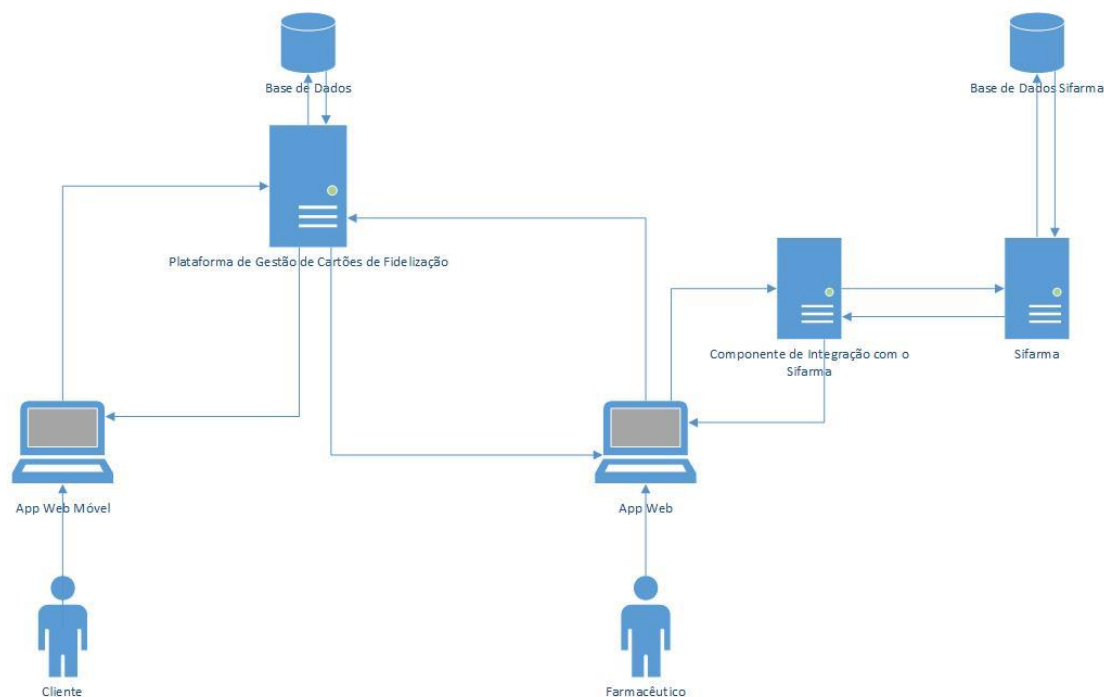 Base de Dados
Base de Dados Sifarma
Plataforma de Gestão de Cartões de Fidelização
Componente de Integração com o
Sifarma
Sifarma
App Web Móvel
App Web
Cliente
Farmacêutico